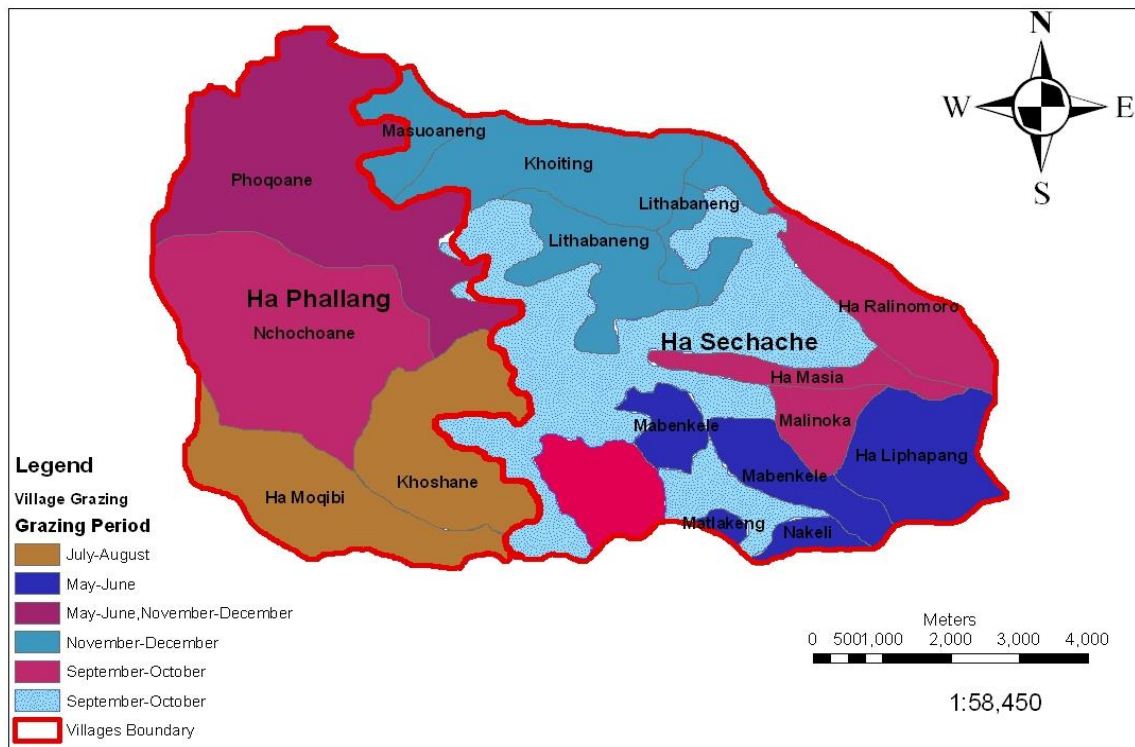 N
W E
S
Masuoaneng
Khoiting
Phoqoane
Lithabaneng
Lithabaneng
Ha Phallang
Nchochoane
Ha Ralinomoro
Ha Sechache
Ha Masia
Malinoka
Mabenkele
Ha Liphapang
Mabenkele
Khoshane
Ha Moqibi
Matlakeng
Nakeli
Legend
Village Grazing
Grazing Period
July-August
May-June
May-June,November-December
November-December
September-October
September-October
Villages Boundary
Meters
0 5001,000 2,000 3,000 4,000
1:58,450